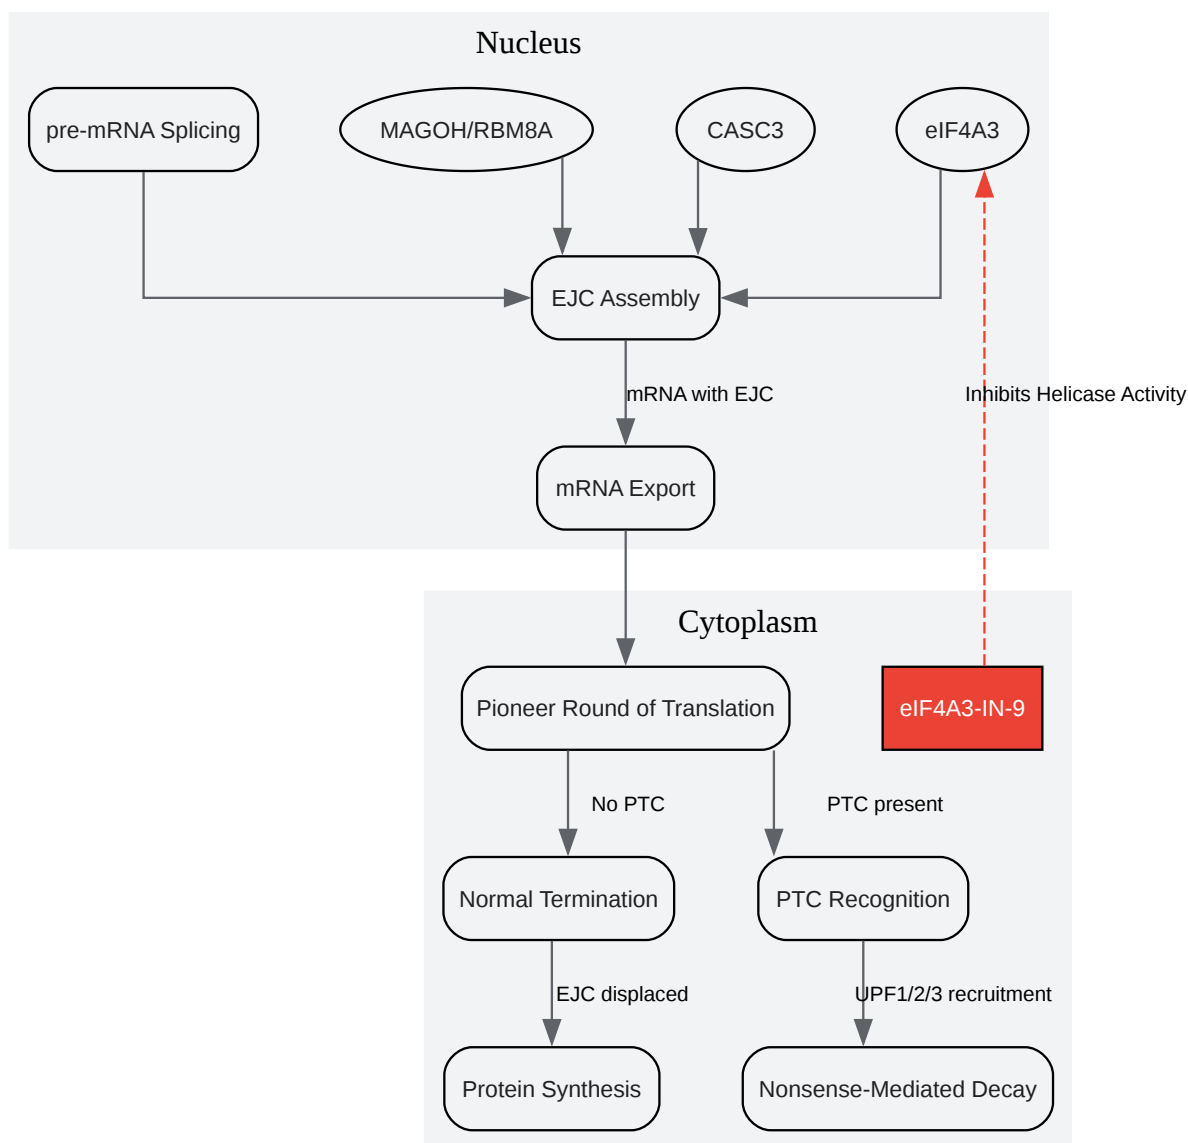 Nucleus
pre-mRNA Splicing
MAGOH/RBM8A
CASC3
eIF4A3
EJC Assembly
mRNA with EJC
Inhibits Helicase Activity
mRNA Export
Cytoplasm
Pioneer Round of Translation
eIF4A3-IN-9
No PTC
PTC present
Normal Termination
PTC Recognition
EJC displaced
UPF1/2/3 recruitment
Protein Synthesis
Nonsense-Mediated Decay